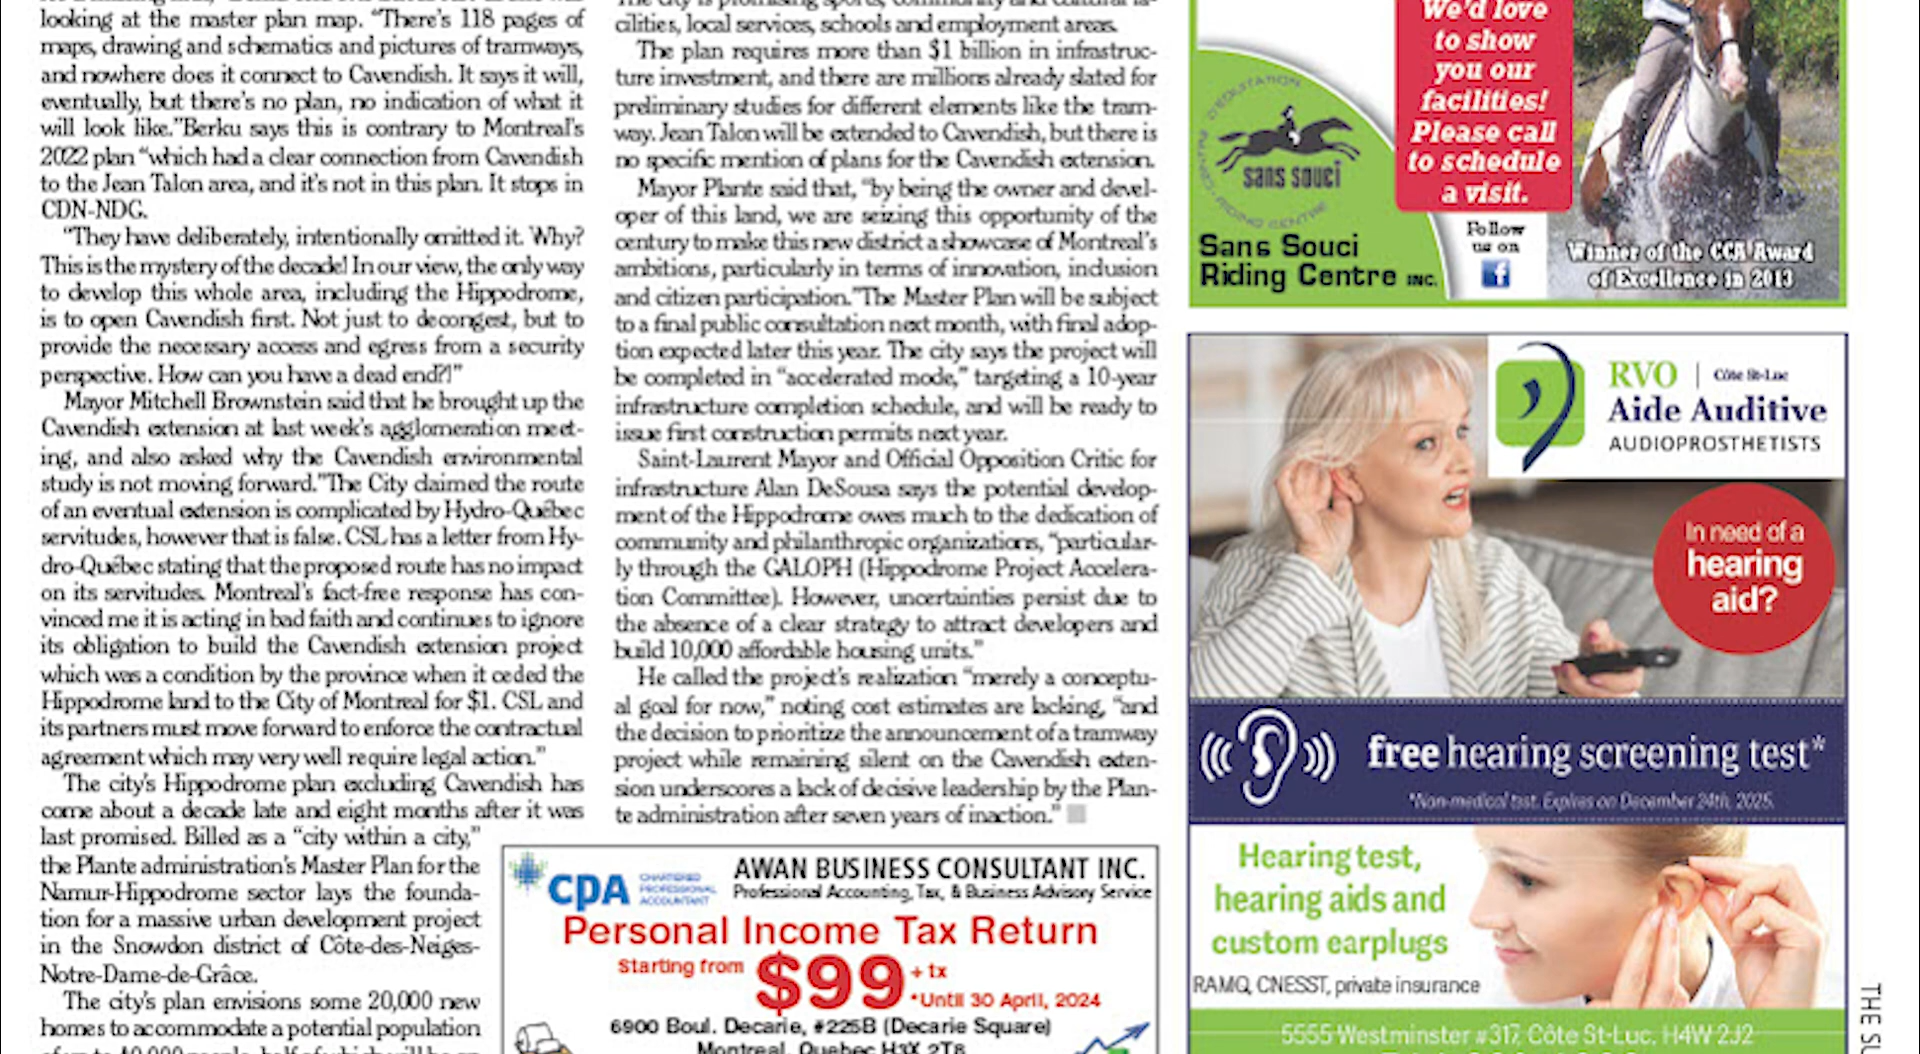 looking at the master plan map. “There’s 118 pages of
maps, drawing and schematics and pictures of tramways,
and nowhere does it connect to Cavendish. It says it will,
eventually, but there’s no plan, no indication of what it
will look like.”Berku says this is contrary to Montreal’s
2022 plan “which had a clear connection from Cavendish
to the Jean Talon area, and it’s not in this plan. It stops in
CDN-NDG.
“They have deliberately, intentionally omitted it. Why?
This is the mystery of the decade! In our view, the only way
to develop this whole area, including the Hippodrome,
is to open Cavendish first. Not just to decongest, but to
provide the necessary access and egress from a security
perspective. How can you have a dead end?!”
Mayor Mitchell Brownstein said that he brought up the
Cavendish extension at last week’s agglomeration meet-
ing, and also asked why the Cavendish environmental
study is not moving forward.”The City claimed the route
of an eventual extension is complicated by Hydro-Québec
servitudes, however that is false. CSL has a letter from Hy-
dro-Québec stating that the proposed route has no impact
on its servitudes. Montreal’s fact-free response has con-
vinced me it is acting in bad faith and continues to ignore
its obligation to build the Cavendish extension project
which was a condition by the province when it ceded the
Hippodrome land to the City of Montreal for $1. CSL and
its partners must move forward to enforce the contractual
agreement which may very well require legal action.”
The city’s Hippodrome plan excluding Cavendish has
come about a decade late and eight months after it was
last promised. Billed as a “city within a city,”
the Plante administration’s Master Plan for the
Namur-Hippodrome sector lays the founda-
tion for a massive urban development project
in the Snowdon district of Côte-des-Neiges-
Notre-Dame-de-Grâce.
The city’s plan envisions some 20,000 new
homes to accommodate a potential population
The city is promising sports, community and cultural fa-
cilities, local services, schools and employment areas.
The plan requires more than $1 billion in infrastruc-
ture investment, and there are millions already slated for
preliminary studies for different elements like the tram-
way. Jean Talon will be extended to Cavendish, but there is
no specific mention of plans for the Cavendish extension.
Mayor Plante said that, “by being the owner and devel-
oper of this land, we are seizing this opportunity of the
century to make this new district a showcase of Montreal’s
ambitions, particularly in terms of innovation, inclusion
and citizen participation.”The Master Plan will be subject
to a final public consultation next month, with final adop-
tion expected later this year. The city says the project will
be completed in “accelerated mode,” targeting a 10-year
infrastructure completion schedule, and will be ready to
issue first construction permits next year.
Saint-Laurent Mayor and Official Opposition Critic for
infrastructure Alan DeSousa says the potential develop-
ment of the Hippodrome owes much to the dedication of
community and philanthropic organizations, “particular-
ly through the GALOPH (Hippodrome Project Accelera-
tion Committee). However, uncertainties persist due to
the absence of a clear strategy to attract developers and
build 10,000 affordable housing units.”
He called the project’s realization “merely a conceptu-
al goal for now,” noting cost estimates are lacking, “and
the decision to prioritize the announcement of a tramway
project while remaining silent on the Cavendish exten-
sion underscores a lack of decisive leadership by the Plan-
te administration after seven years of inaction.”
CPA
CHARTERED
PROFESSIONAL
ACCOUNTANT
AWAN BUSINESS CONSULTANT INC.
Professional Accounting, Tax, & Business Advisory Service
Personal Income Tax Return
Starting from $99 + tx
*Until 30 April, 2024
6900 Boul. Decarie, #225B (Decarie Square)
Montreal, Quebec H3X 2T8
We’d love
to show
you our
facilities!
Please call
to schedule
a visit.
CENTRE D’EQUITATION
sans souci
RIDING CENTRE
Sans Souci
Riding Centre INC.
Follow
us on
f
Winner of the CCA Award
of Excellence in 2013
RVO | Côte St-Luc
Aide Auditive
AUDIOPROSTHETISTS
In need of a
hearing
aid?
free hearing screening test*
*Non-medical test. Expires on December 24th, 2025.
Hearing test,
hearing aids and
custom earplugs
RAMQ, CNESST, private insurance
5555 Westminster #317, Côte St-Luc, H4W 2J2
THE SU